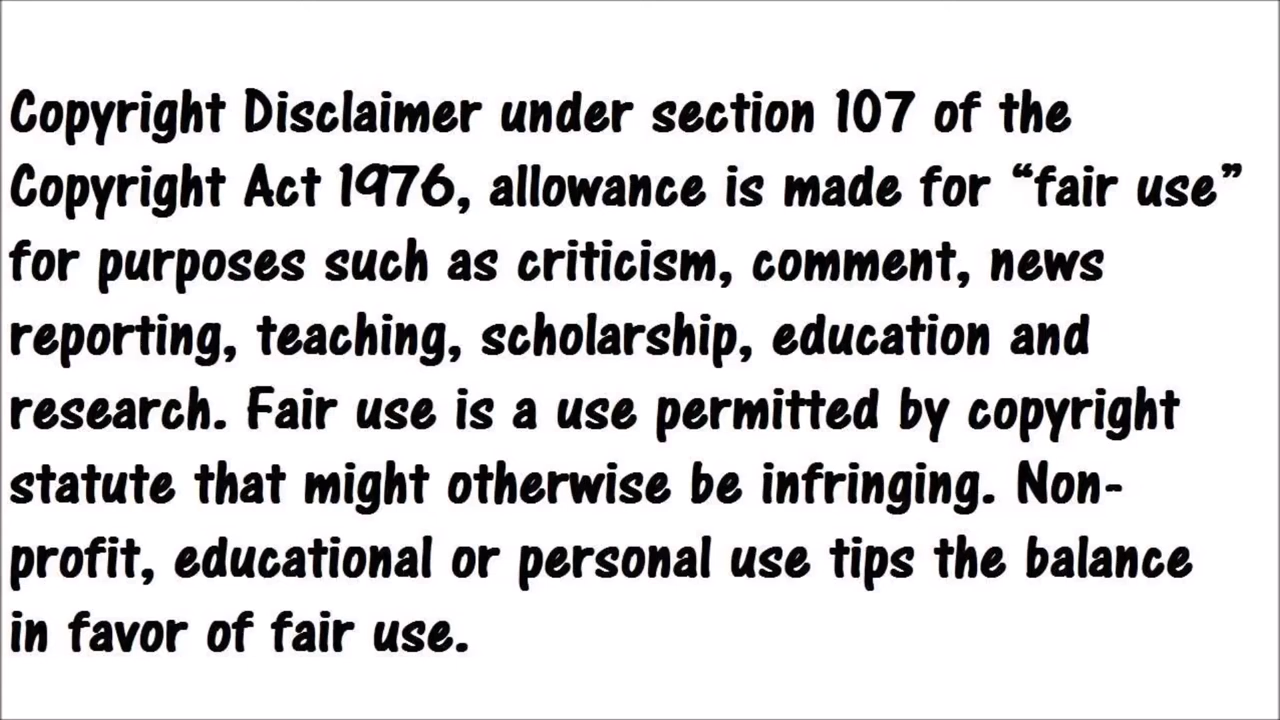 Copyright Disclaimer under section 107 of the
Copyright Act 1976, allowance is made for “fair use”
for purposes such as criticism, comment, news
reporting, teaching, scholarship, education and
research. Fair use is a use permitted by copyright
statute that might otherwise be infringing. Non-
profit, educational or personal use tips the balance
in favor of fair use.